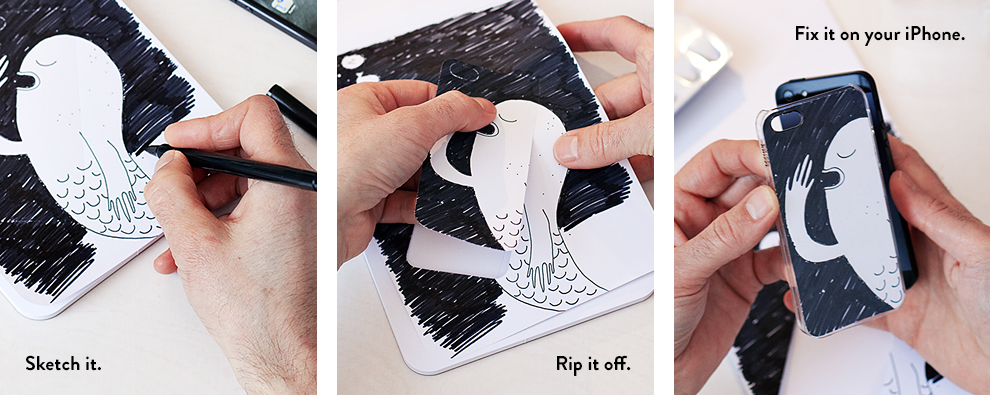 Sketch it.
Rip it off.
Fix it on your iPhone.